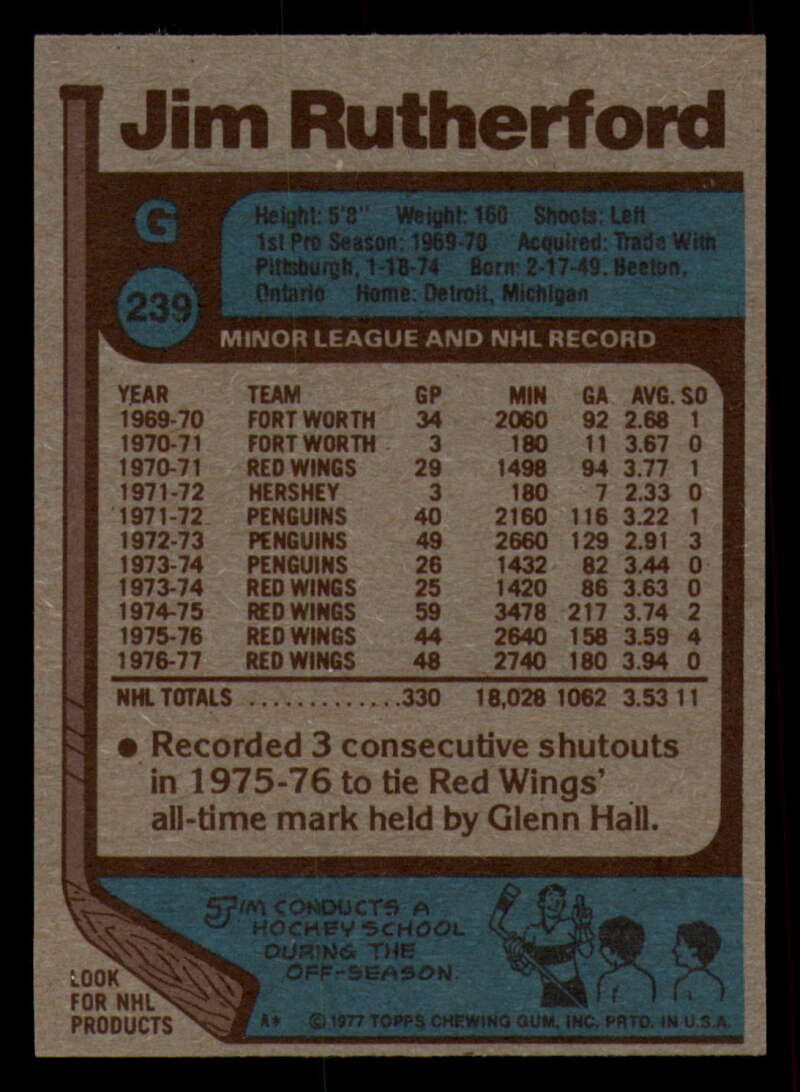 Jim Rutherford
G
Height: 5'8" Weight: 160 Shoots: Left
1st Pro Season: 1969-70 Acquired: Trade With
Pittsburgh, 1-18-74 Born: 2-17-49. Beeton,
Ontario Home: Detroit, Michigan
239
MINOR LEAGUE AND NHL RECORD
YEAR TEAM GP MIN GA AVG. SO
1969-70 FORT WORTH 34 2060 92 2.68 1
1970-71 FORT WORTH 3 180 11 3.67 0
1970-71 RED WINGS 29 1498 94 3.77 1
1971-72 HERSHEY 3 180 7 2.33 0
1971-72 PENGUINS 40 2160 116 3.22 1
1972-73 PENGUINS 49 2660 129 2.91 3
1973-74 PENGUINS 26 1432 82 3.44 0
1973-74 RED WINGS 25 1420 86 3.63 0
1974-75 RED WINGS 59 3478 217 3.74 2
1975-76 RED WINGS 44 2640 158 3.59 4
1976-77 RED WINGS 48 2740 180 3.94 0
NHL TOTALS .............330 18,028 1062 3.53 11
● Recorded 3 consecutive shutouts
in 1975-76 to tie Red Wings'
all-time mark held by Glenn Hall.
JIM CONDUCTS A
HOCKEY SCHOOL
DURING THE
OFF-SEASON
LOOK
FOR NHL
PRODUCTS
A* © 1977 TOPPS CHEWING GUM, INC. PRTD. IN U.S.A.